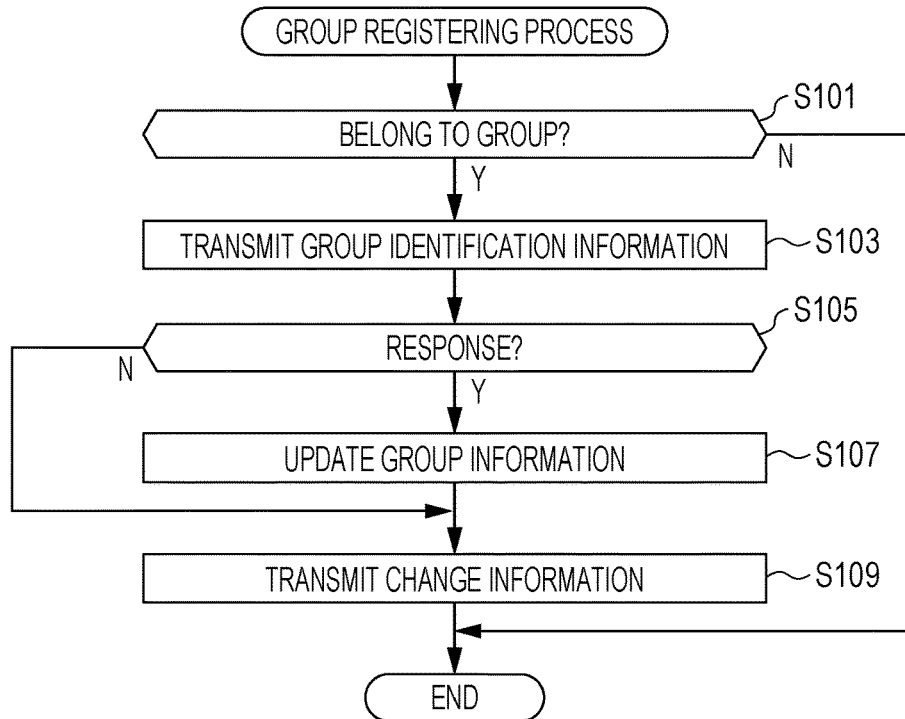 GROUP REGISTERING PROCESS
S101
BELONG TO GROUP?
N
Y
TRANSMIT GROUP IDENTIFICATION INFORMATION
S103
S105
RESPONSE?
N
Y
UPDATE GROUP INFORMATION
S107
TRANSMIT CHANGE INFORMATION
S109
END